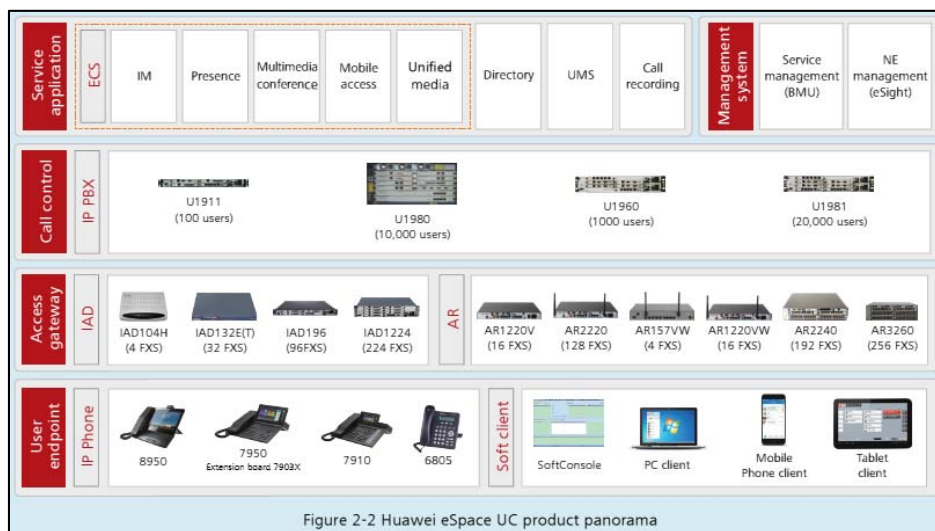 Service
application
ECS
IM
Presence
Multimedia
conference
Mobile
access
Unified
media
Directory
UMS
Call
recording
Management
system
Service
management
(BMU)
NE
management
(eSight)
Call control
IP PBX
U1911
(100 users)
U1980
(10,000 users)
U1960
(1000 users)
U1981
(20,000 users)
Access
gateway
IAD
IAD104H
(4 FXS)
IAD132E(T)
(32 FXS)
IAD196
(96FXS)
IAD1224
(224 FXS)
AR
AR1220V
(16 FXS)
AR2220
(128 FXS)
AR157VW
(4 FXS)
AR1220VW
(16 FXS)
AR2240
(192 FXS)
AR3260
(256 FXS)
User
endpoint
IP Phone
8950
7950
Extension board 7903X
7910
6805
Soft client
SoftConsole
PC client
Mobile
Phone client
Tablet
client
Figure 2-2 Huawei eSpace UC product panorama